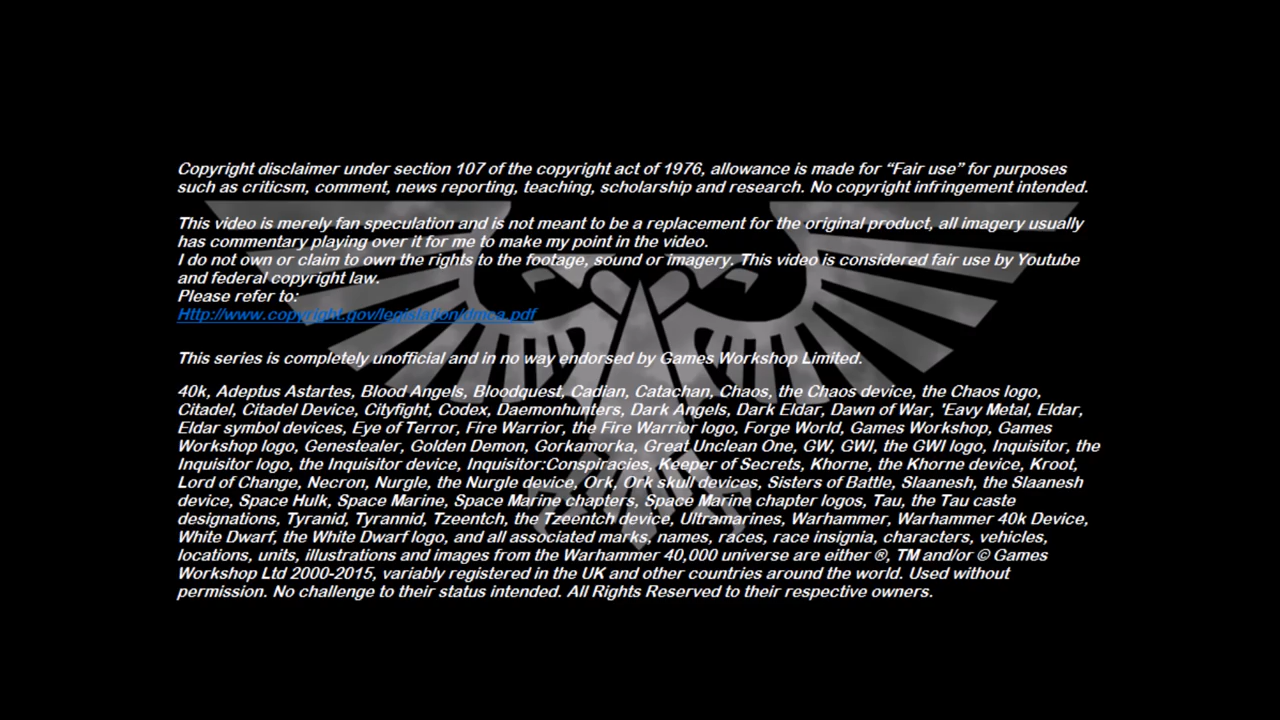 Copyright disclaimer under section 107 of the copyright act of 1976, allowance is made for “Fair use” for purposes
such as criticsm, comment, news reporting, teaching, scholarship and research. No copyright infringement intended.
This video is merely fan speculation and is not meant to be a replacement for the original product, all imagery usually
has commentary playing over it for me to make my point in the video.
I do not own or claim to own the rights to the footage, sound or imagery. This video is considered fair use by Youtube
and federal copyright law.
Please refer to:
Http://www.copyright.gov/legislation/dmca.pdf
This series is completely unofficial and in no way endorsed by Games Workshop Limited.
40k, Adeptus Astartes, Blood Angels, Bloodquest, Cadian, Catachan, Chaos, the Chaos device, the Chaos logo,
Citadel, Citadel Device, Cityfight, Codex, Daemonhunters, Dark Angels, Dark Eldar, Dawn of War, 'Eavy Metal, Eldar,
Eldar symbol devices, Eye of Terror, Fire Warrior, the Fire Warrior logo, Forge World, Games Workshop, Games
Workshop logo, Genestealer, Golden Demon, Gorkamorka, Great Unclean One, GW, GWI, the GWI logo, Inquisitor, the
Inquisitor logo, the Inquisitor device, Inquisitor:Conspiracies, Keeper of Secrets, Khorne, the Khorne device, Kroot,
Lord of Change, Necron, Nurgle, the Nurgle device, Ork, Ork skull devices, Sisters of Battle, Slaanesh, the Slaanesh
device, Space Hulk, Space Marine, Space Marine chapters, Space Marine chapter logos, Tau, the Tau caste
designations, Tyranid, Tyrannid, Tzeentch, the Tzeentch device, Ultramarines, Warhammer, Warhammer 40k Device,
White Dwarf, the White Dwarf logo, and all associated marks, names, races, race insignia, characters, vehicles,
locations, units, illustrations and images from the Warhammer 40,000 universe are either ®, TM and/or © Games
Workshop Ltd 2000-2015, variably registered in the UK and other countries around the world. Used without
permission. No challenge to their status intended. All Rights Reserved to their respective owners.